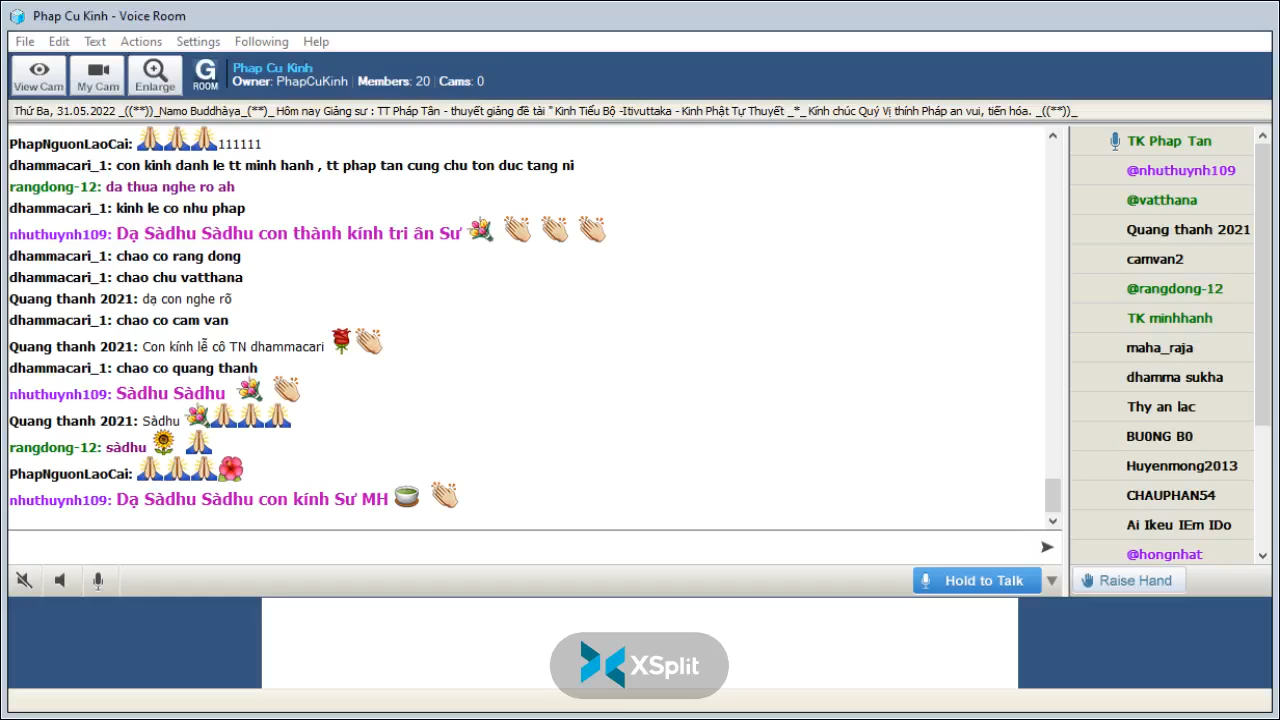 Phap Cu Kinh - Voice Room
File Edit Text Actions Settings Following Help
View Cam My Cam Enlarge G ROOM
Phap Cu Kinh
Owner: PhapCuKinh | Members: 20 | Cams: 0
Thứ Ba, 31.05.2022 _((**))_Namo Buddhàya_(**)_ Hôm nay Giảng sư : TT Pháp Tân - thuyết giảng đề tài " Kinh Tiểu Bộ -Itivuttaka - Kinh Phật Tự Thuyết _*_ Kính chúc Quý Vị thính Pháp an vui, tiến hóa. _((**))_
PhapNguonLaoCai: 111111
dhammacari_1: con kinh danh le tt minh hanh , tt phap tan cung chu ton duc tang ni
rangdong-12: da thua nghe ro ah
dhammacari_1: kinh le co nhu phap
nhuthuynh109: Dạ Sàdhu Sàdhu con thành kính tri ân Sư
dhammacari_1: chao co rang dong
dhammacari_1: chao chu vatthana
Quang thanh 2021: dạ con nghe rõ
dhammacari_1: chao co cam van
Quang thanh 2021: Con kính lễ cô TN dhammacari
dhammacari_1: chao co quang thanh
nhuthuynh109: Sàdhu Sàdhu
Quang thanh 2021: Sàdhu
rangdong-12: sàdhu
PhapNguonLaoCai:
nhuthuynh109: Dạ Sàdhu Sàdhu con kính Sư MH
TK Phap Tan
@nhuthuynh109
@vatthana
Quang thanh 2021
camvan2
@rangdong-12
TK minhhanh
maha_raja
dhamma sukha
Thy an lac
BU0NG B0
Huyenmong2013
CHAUPHAN54
Ai Ikeu IEm IDo
@hongnhat
Hold to Talk
Raise Hand
XSplit